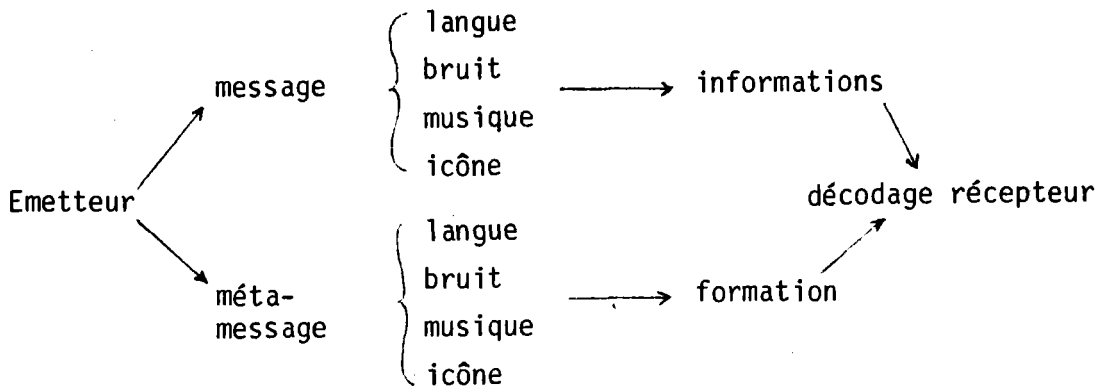 langue
bruit
message
informations
musique
icône
Emetteur
décodage récepteur
langue
bruit
méta-
message
formation
musique
icône